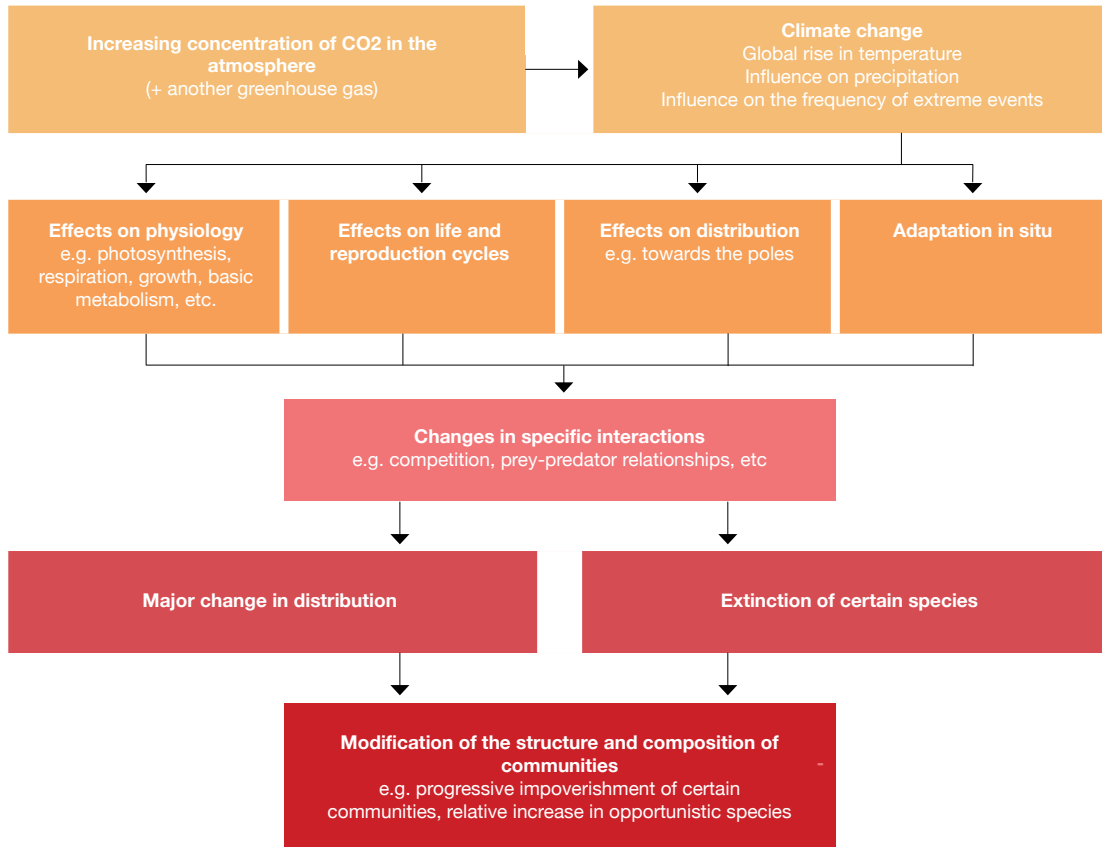 Increasing concentration of CO2 in the
atmosphere
(+ another greenhouse gas)
Climate change
Global rise in temperature
Influence on precipitation
Influence on the frequency of extreme events
Effects on physiology
e.g. photosynthesis,
respiration, growth, basic
metabolism, etc.
Effects on life and
reproduction cycles
Effects on distribution
e.g. towards the poles
Adaptation in situ
Changes in specific interactions
e.g. competition, prey-predator relationships, etc
Major change in distribution
Extinction of certain species
Modification of the structure and composition of
communities
e.g. progressive impoverishment of certain
communities, relative increase in opportunistic species